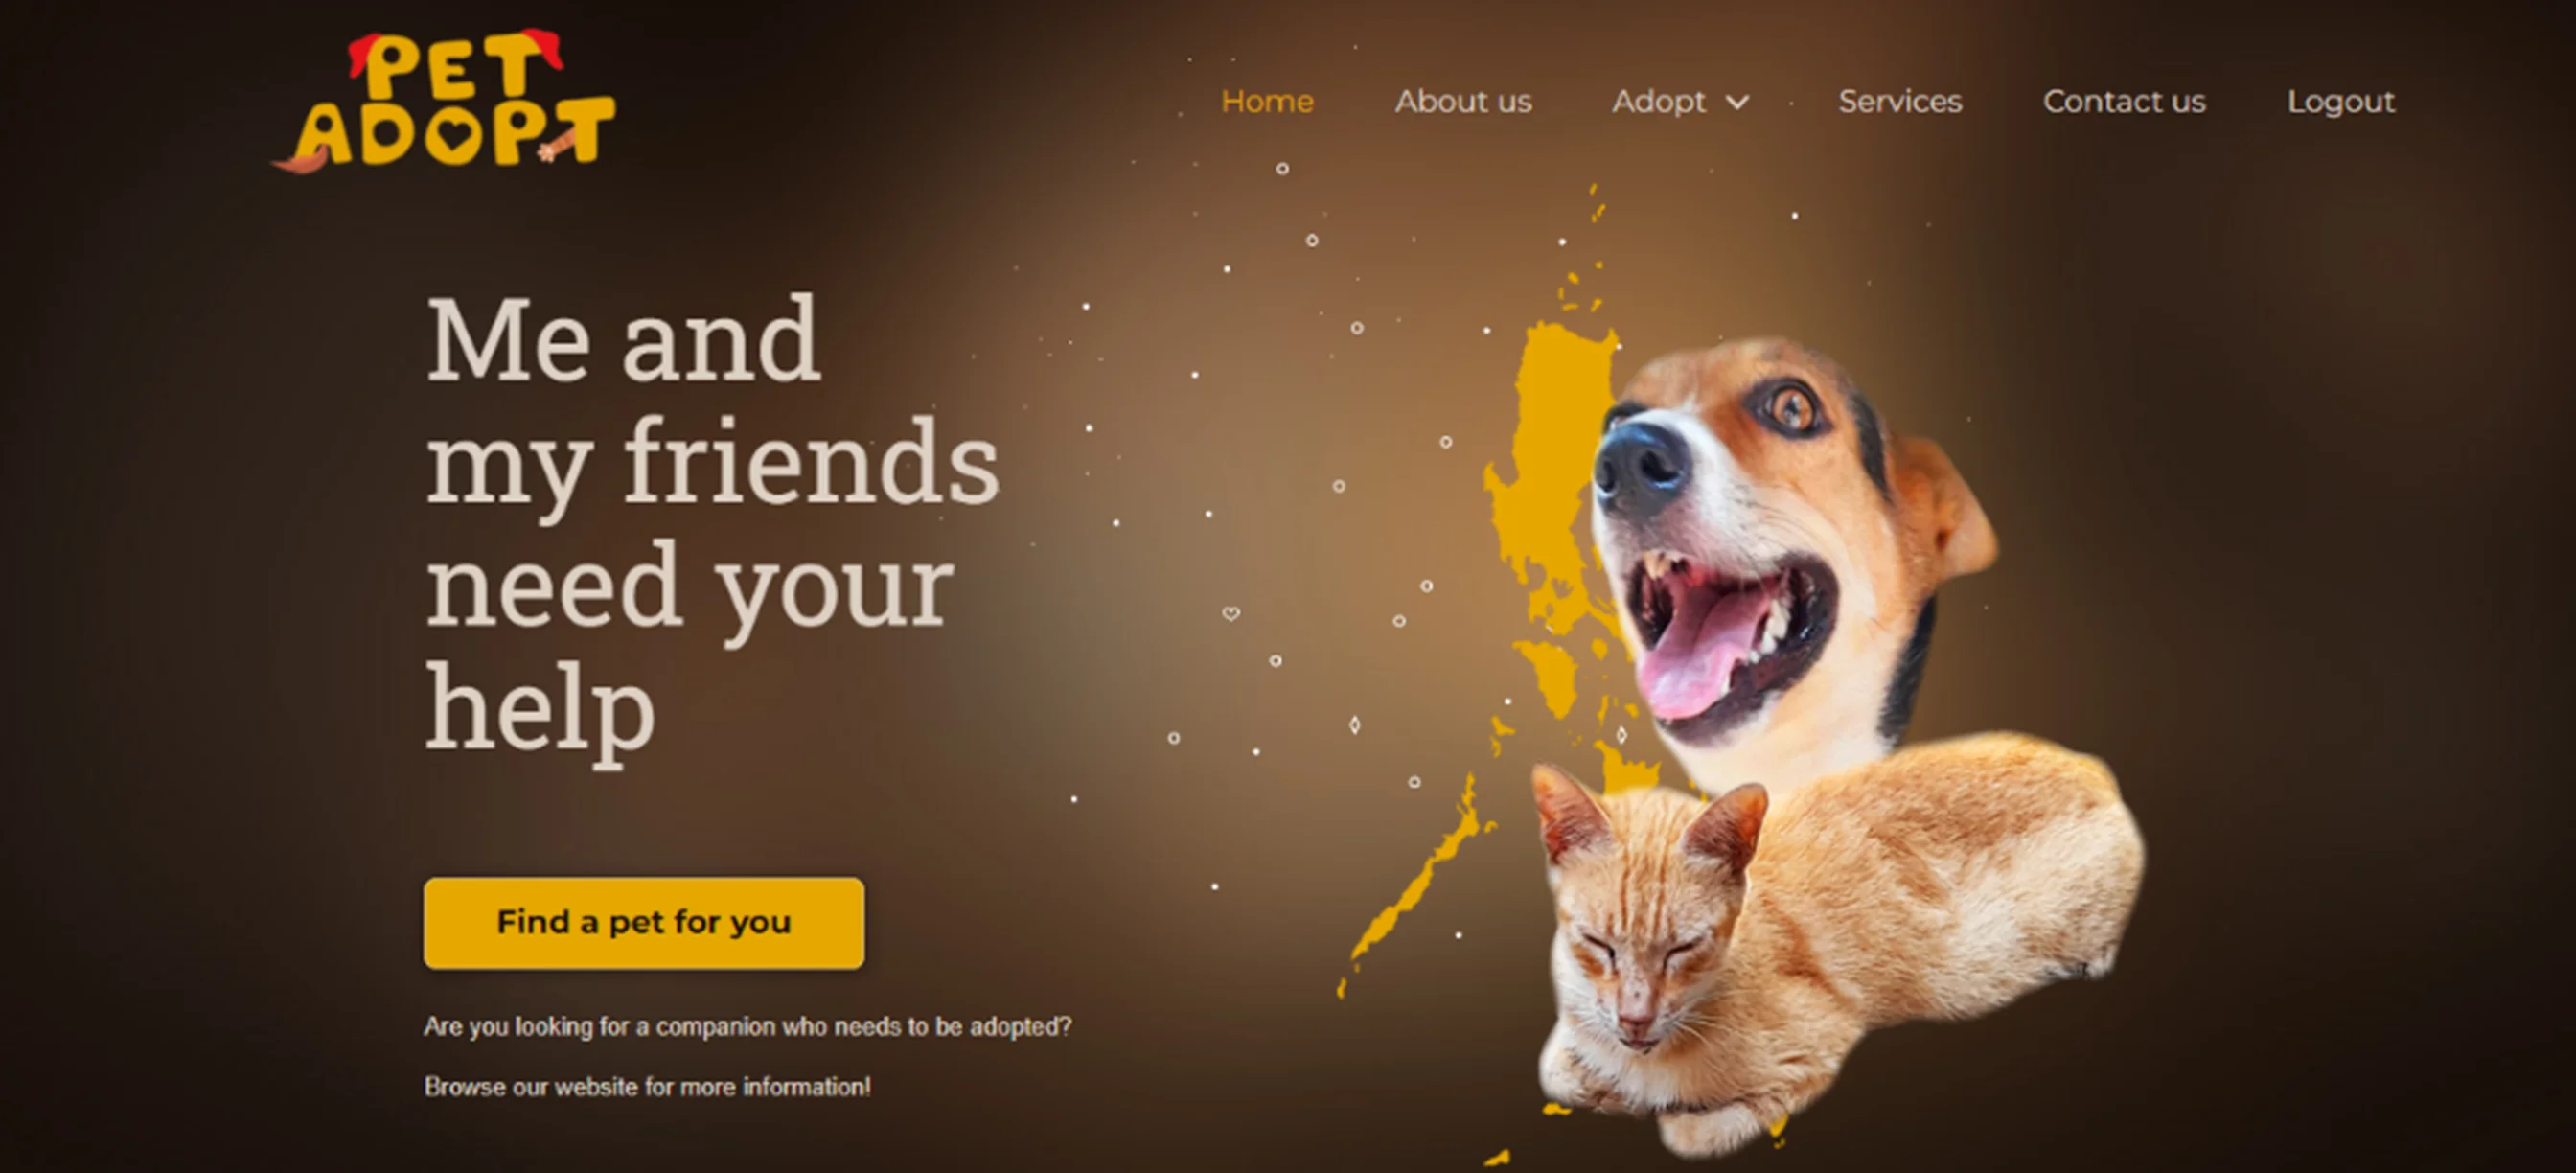 PET
ADOPT
Home About us Adopt Services Contact us Logout
Me and
my friends
need your
help
Find a pet for you
Are you looking for a companion who needs to be adopted?
Browse our website for more information!